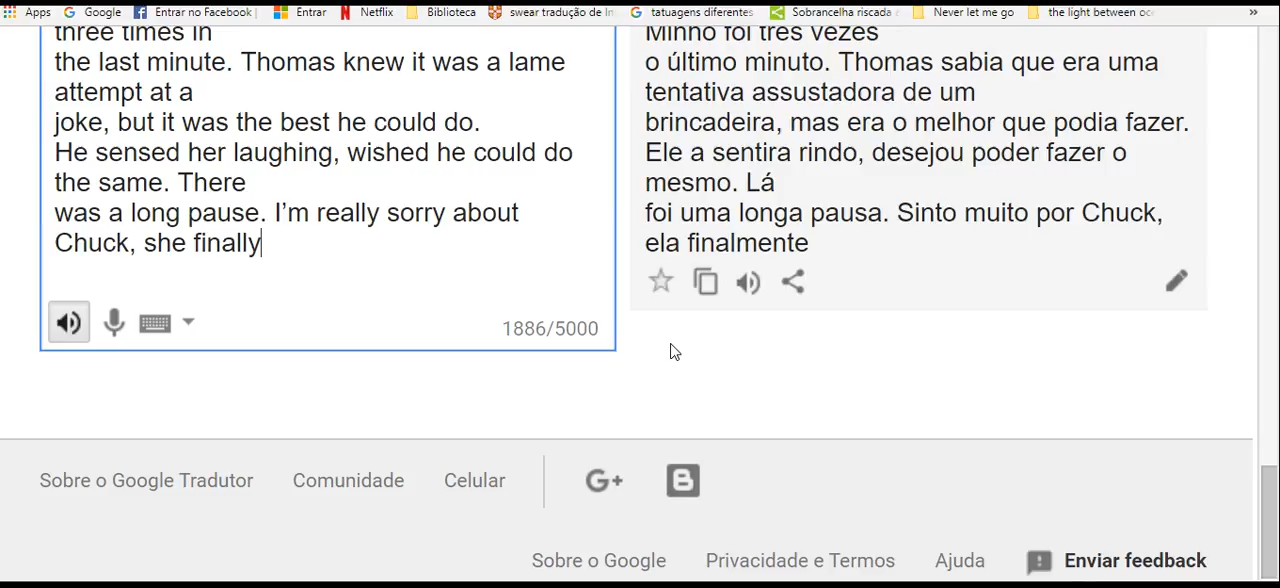 Apps Google Entrar no Facebook Entrar Netflix Biblioteca swear tradução de In tatuagens diferentes Sobrancelha riscada Never let me go the light between oc »
three times in
the last minute. Thomas knew it was a lame
attempt at a
joke, but it was the best he could do.
He sensed her laughing, wished he could do
the same. There
was a long pause. I’m really sorry about
Chuck, she finally
1886/5000
Minho foi três vezes
o último minuto. Thomas sabia que era uma
tentativa assustadora de um
brincadeira, mas era o melhor que podia fazer.
Ele a sentira rindo, desejou poder fazer o
mesmo. Lá
foi uma longa pausa. Sinto muito por Chuck,
ela finalmente
Sobre o Google Tradutor Comunidade Celular G+ B
Sobre o Google Privacidade e Termos Ajuda Enviar feedback